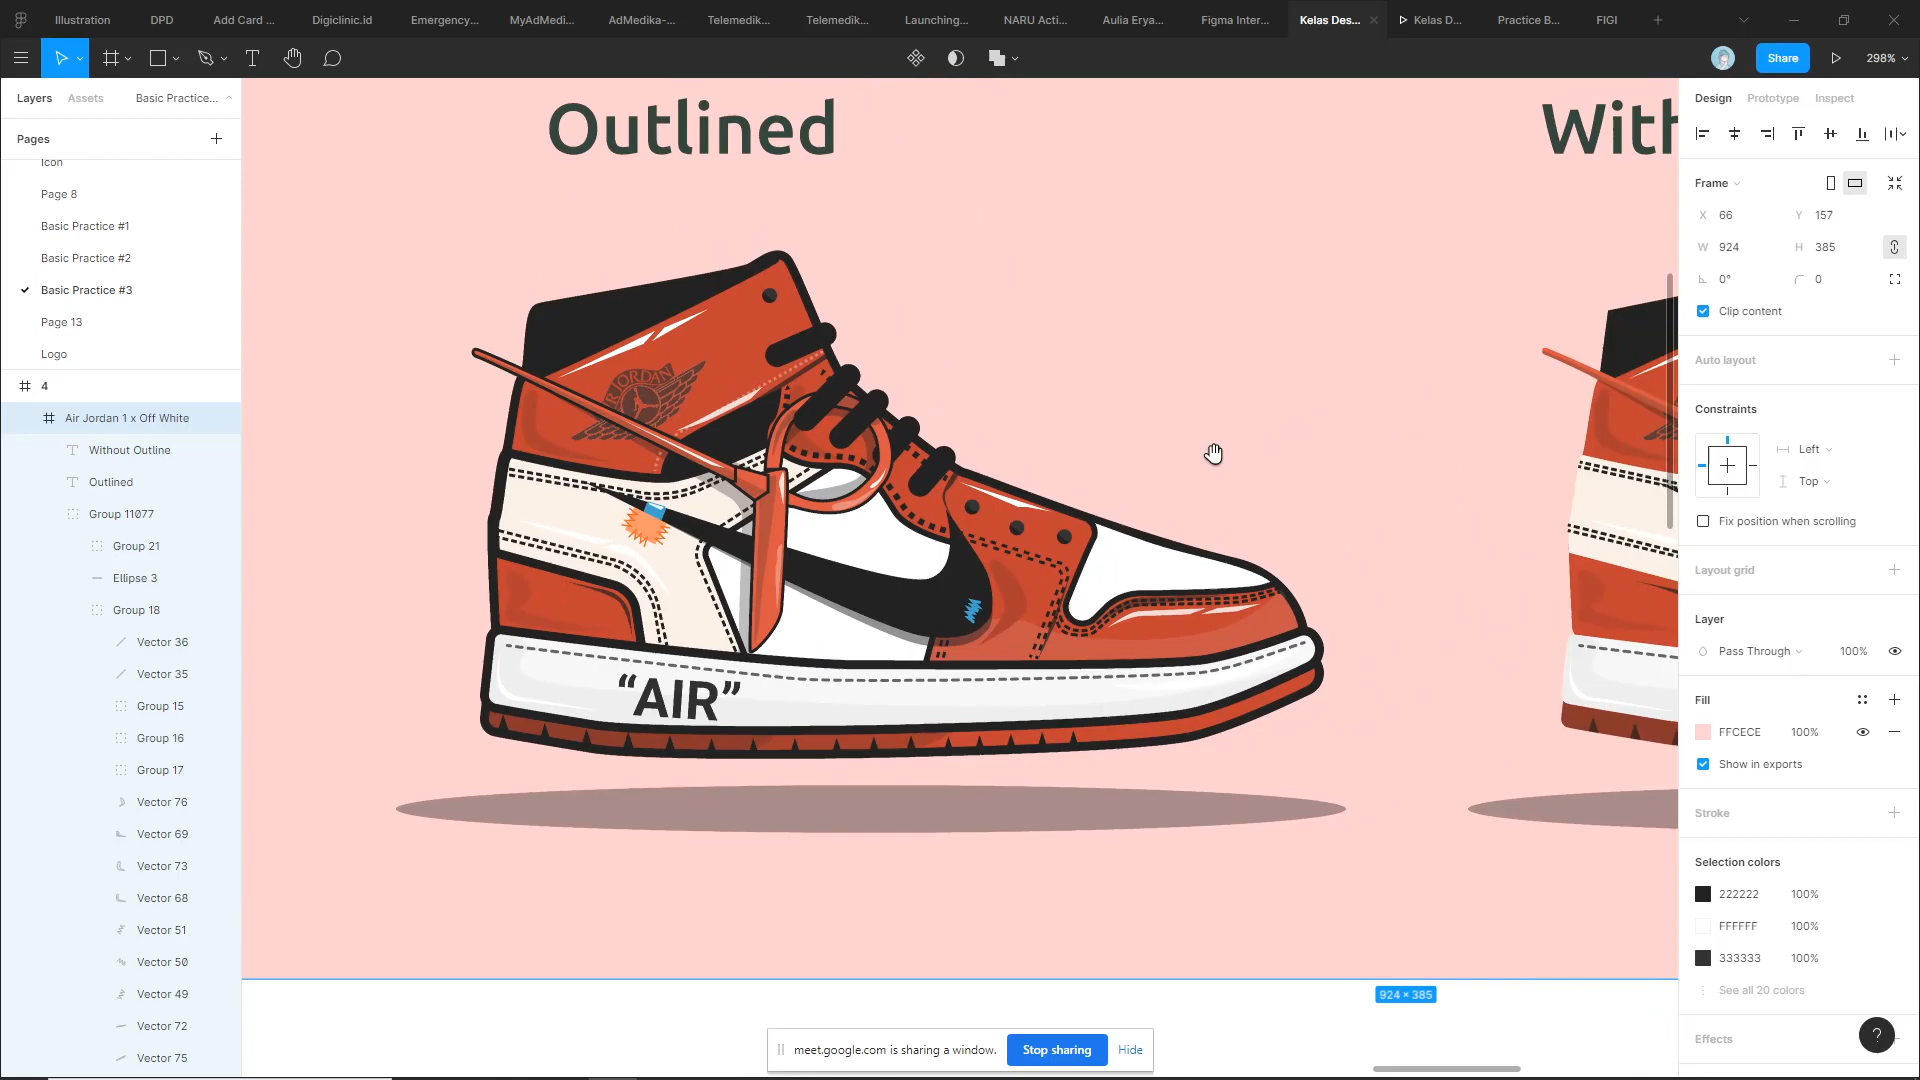 Illustration
DPD
Add Card ...
Digiclinic.id
Emergency...
MyAdMedi...
AdMedika-...
Telemedik...
Telemedik...
Launching...
NARU Acti...
Aulia Erya...
Figma Inter...
Kelas Des...
Kelas D...
Practice B...
FIGI
Share
298%
Layers
Assets
Basic Practice...
Pages
Icon
Page 8
Basic Practice #1
Basic Practice #2
Basic Practice #3
Page 13
Logo
4
Air Jordan 1 x Off White
Without Outline
Outlined
Group 11077
Group 21
Ellipse 3
Group 18
Vector 36
Vector 35
Group 15
Group 16
Group 17
Vector 76
Vector 69
Vector 73
Vector 68
Vector 51
Vector 50
Vector 49
Vector 72
Vector 75
Outlined
With
AIR JORDAN
“AIR”
924 × 385
meet.google.com is sharing a window.
Stop sharing
Hide
Design
Prototype
Inspect
Frame
X 66
Y 157
W 924
H 385
0°
0
Clip content
Auto layout
Constraints
Left
Top
Fix position when scrolling
Layout grid
Layer
Pass Through
100%
Fill
FFCECE 100%
Show in exports
Stroke
Selection colors
222222 100%
FFFFFF 100%
333333 100%
See all 20 colors
Effects
?